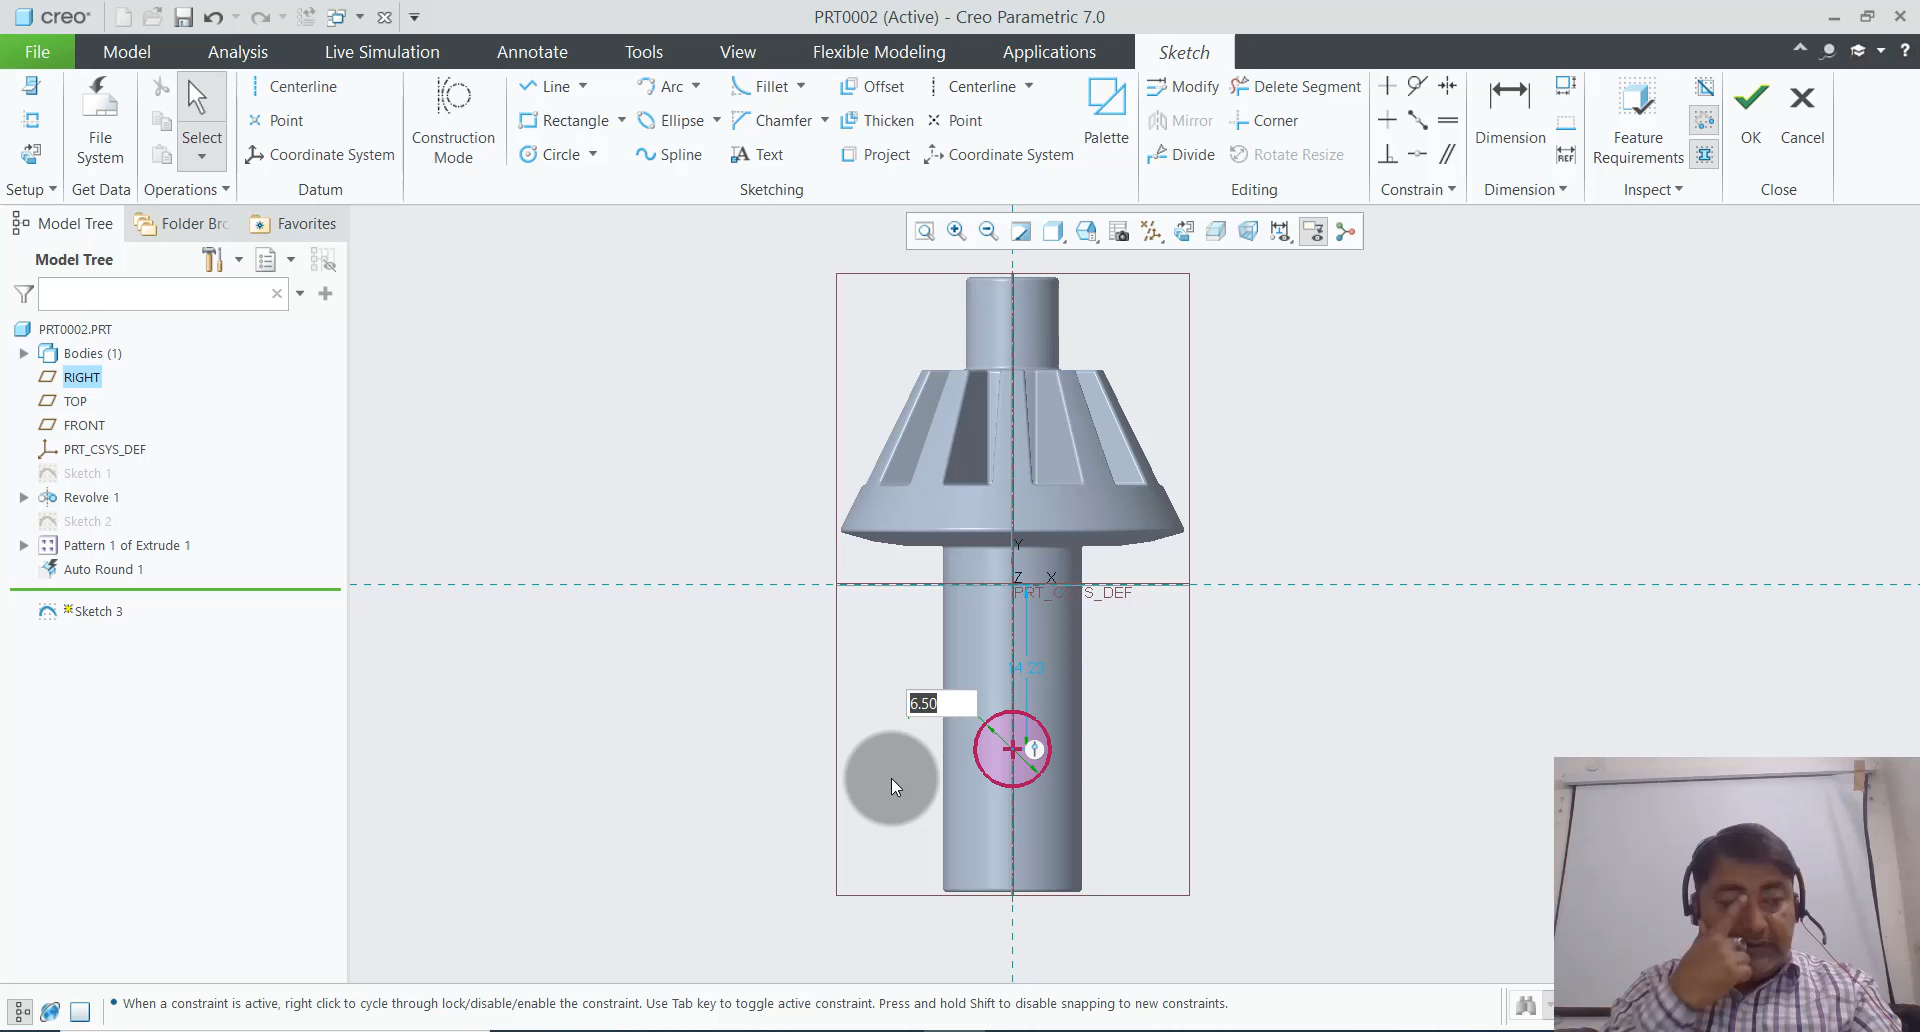 creo
PRT0002 (Active) - Creo Parametric 7.0
File
Model
Analysis
Live Simulation
Annotate
Tools
View
Flexible Modeling
Applications
Sketch
Setup
File System
Get Data
Select
Operations
Centerline
Point
Coordinate System
Datum
Construction Mode
Line
Arc
Fillet
Offset
Centerline
Rectangle
Ellipse
Chamfer
Thicken
Point
Circle
Spline
Text
Project
Coordinate System
Sketching
Palette
Modify
Delete Segment
Mirror
Corner
Divide
Rotate Resize
Editing
Constrain
Dimension
REF
Dimension
Feature Requirements
Inspect
OK
Cancel
Close
Model Tree
Folder Br
Favorites
Model Tree
PRT0002.PRT
Bodies (1)
RIGHT
TOP
FRONT
PRT_CSYS_DEF
Sketch 1
Revolve 1
Sketch 2
Pattern 1 of Extrude 1
Auto Round 1
Sketch 3
Y
Z X
PRT_CSYS_DEF
6.50
When a constraint is active, right click to cycle through lock/disable/enable the constraint. Use Tab key to toggle active constraint. Press and hold Shift to disable snapping to new constraints.